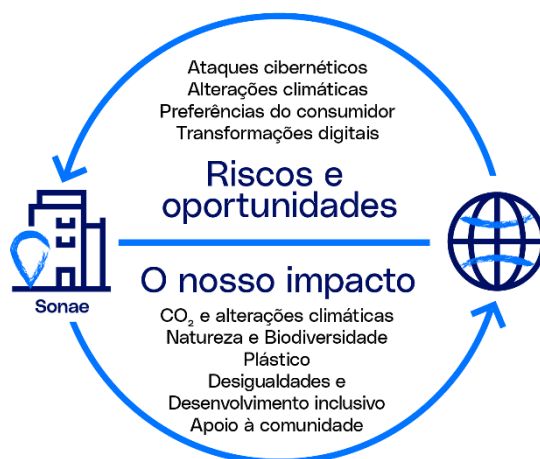 Ataques cibernéticos
Alterações climáticas
Preferências do consumidor
Transformações digitais
Riscos e
oportunidades
Sonae
O nosso impacto
CO₂ e alterações climáticas
Natureza e Biodiversidade
Plástico
Desigualdades e
Desenvolvimento inclusivo
Apoio à comunidade